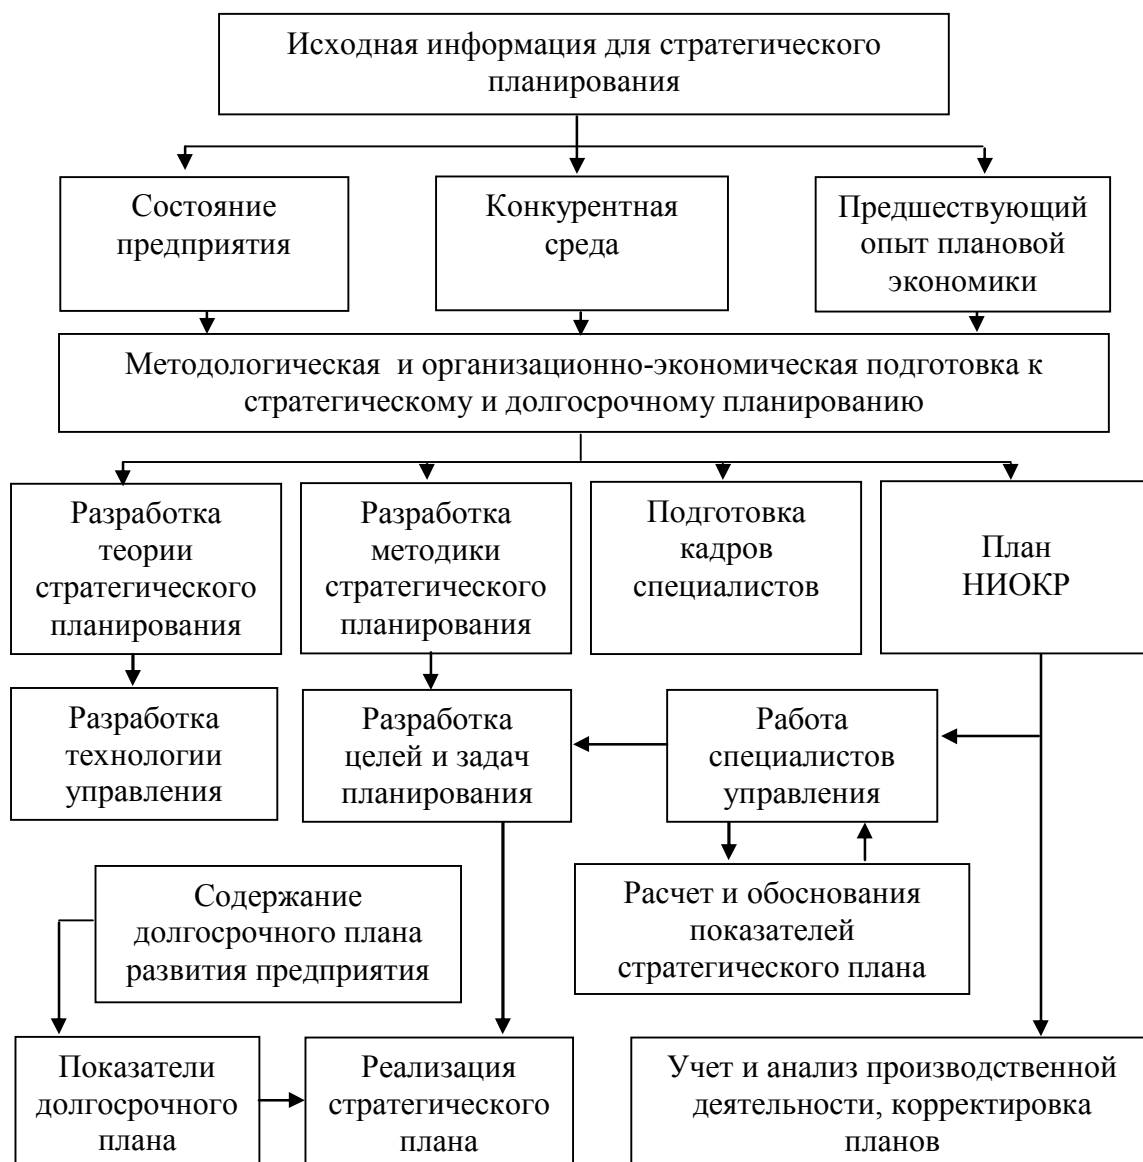 Исходная информация для стратегического
планирования
Состояние
предприятия
Конкурентная
среда
Предшествующий
опыт плановой
экономики
Методологическая и организационно-экономическая подготовка к
стратегическому и долгосрочному планированию
Разработка
теории
стратегического
планирования
Разработка
методики
стратегического
планирования
Подготовка
кадров
специалистов
План
НИОКР
Разработка
технологии
управления
Разработка
целей и задач
планирования
Работа
специалистов
управления
Содержание
долгосрочного плана
развития предприятия
Расчет и обоснования
показателей
стратегического плана
Показатели
долгосрочного
плана
Реализация
стратегического
плана
Учет и анализ производственной
деятельности, корректировка
планов